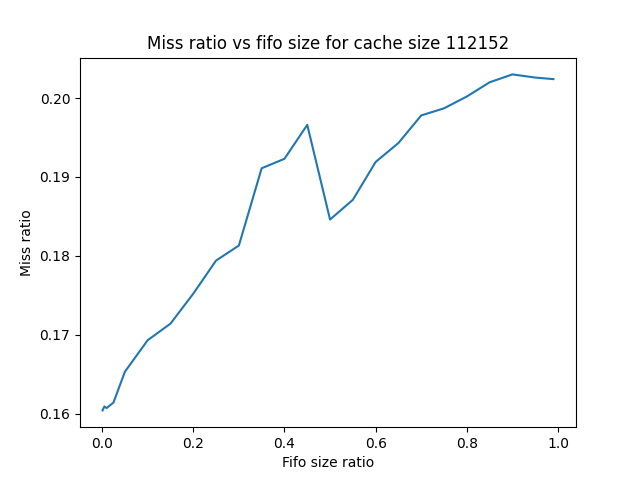 Miss ratio vs fifo size for cache size 112152
0.20
0.19
0.18
0.17
0.16
Miss ratio
0.0 0.2 0.4 0.6 0.8 1.0
Fifo size ratio